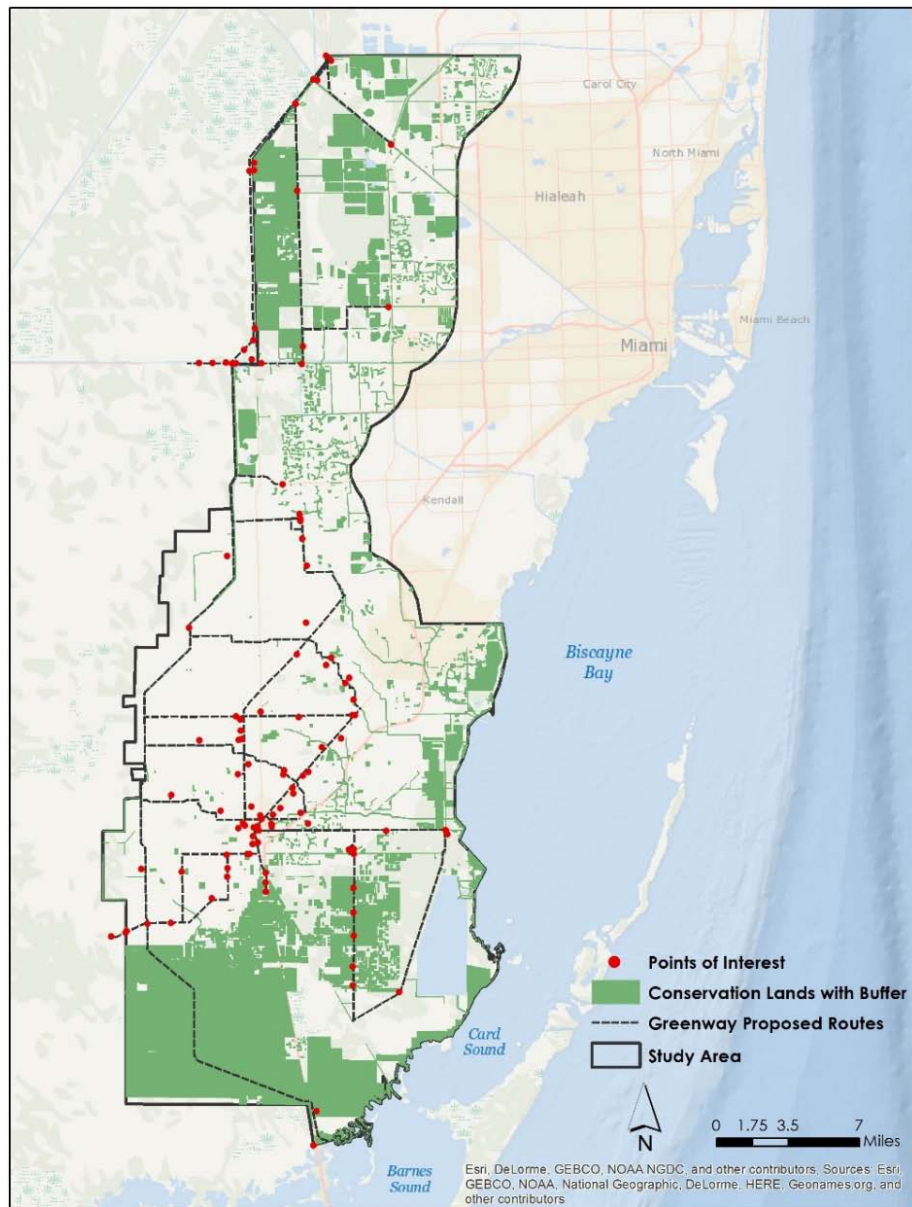 Carol City
North Miami
Hialeah
Miami Beach
Miami
Kendall
Biscayne
Bay
Points of Interest
Conservation Lands with Buffer
Greenway Proposed Routes
Study Area
Card
Sound
N
0 1.75 3.5 7
Miles
Barnes
Sound
Esri, DeLorme, GEBCO, NOAA NGDC, and other contributors, Sources: Esri,
GEBCO, NOAA, National Geographic, DeLorme, HERE, Geonames.org, and
other contributors